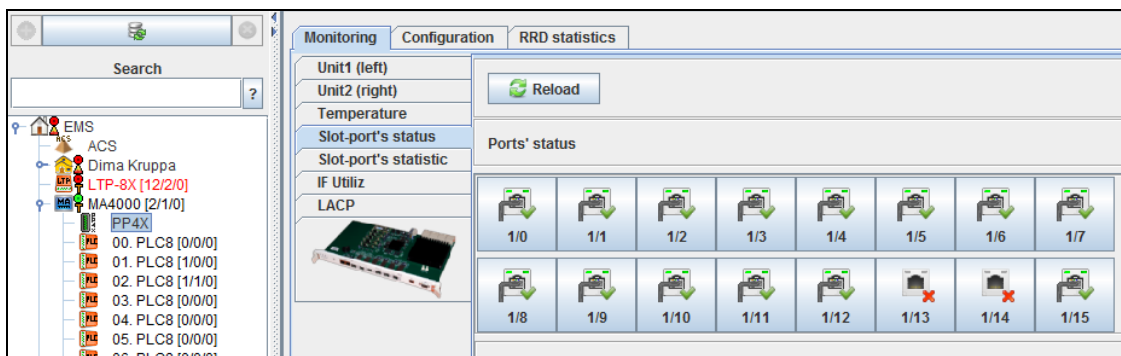 Search
?
EMS
ACS
Dima Kruppa
LTP-8X [12/2/0]
MA4000 [2/1/0]
PP4X
00. PLC8 [0/0/0]
01. PLC8 [1/0/0]
02. PLC8 [1/1/0]
03. PLC8 [0/0/0]
04. PLC8 [0/0/0]
05. PLC8 [0/0/0]
Monitoring Configuration RRD statistics
Unit1 (left)
Unit2 (right)
Temperature
Slot-port's status
Slot-port's statistic
IF Utiliz
LACP
Reload
Ports' status
1/0 1/1 1/2 1/3 1/4 1/5 1/6 1/7
1/8 1/9 1/10 1/11 1/12 1/13 1/14 1/15